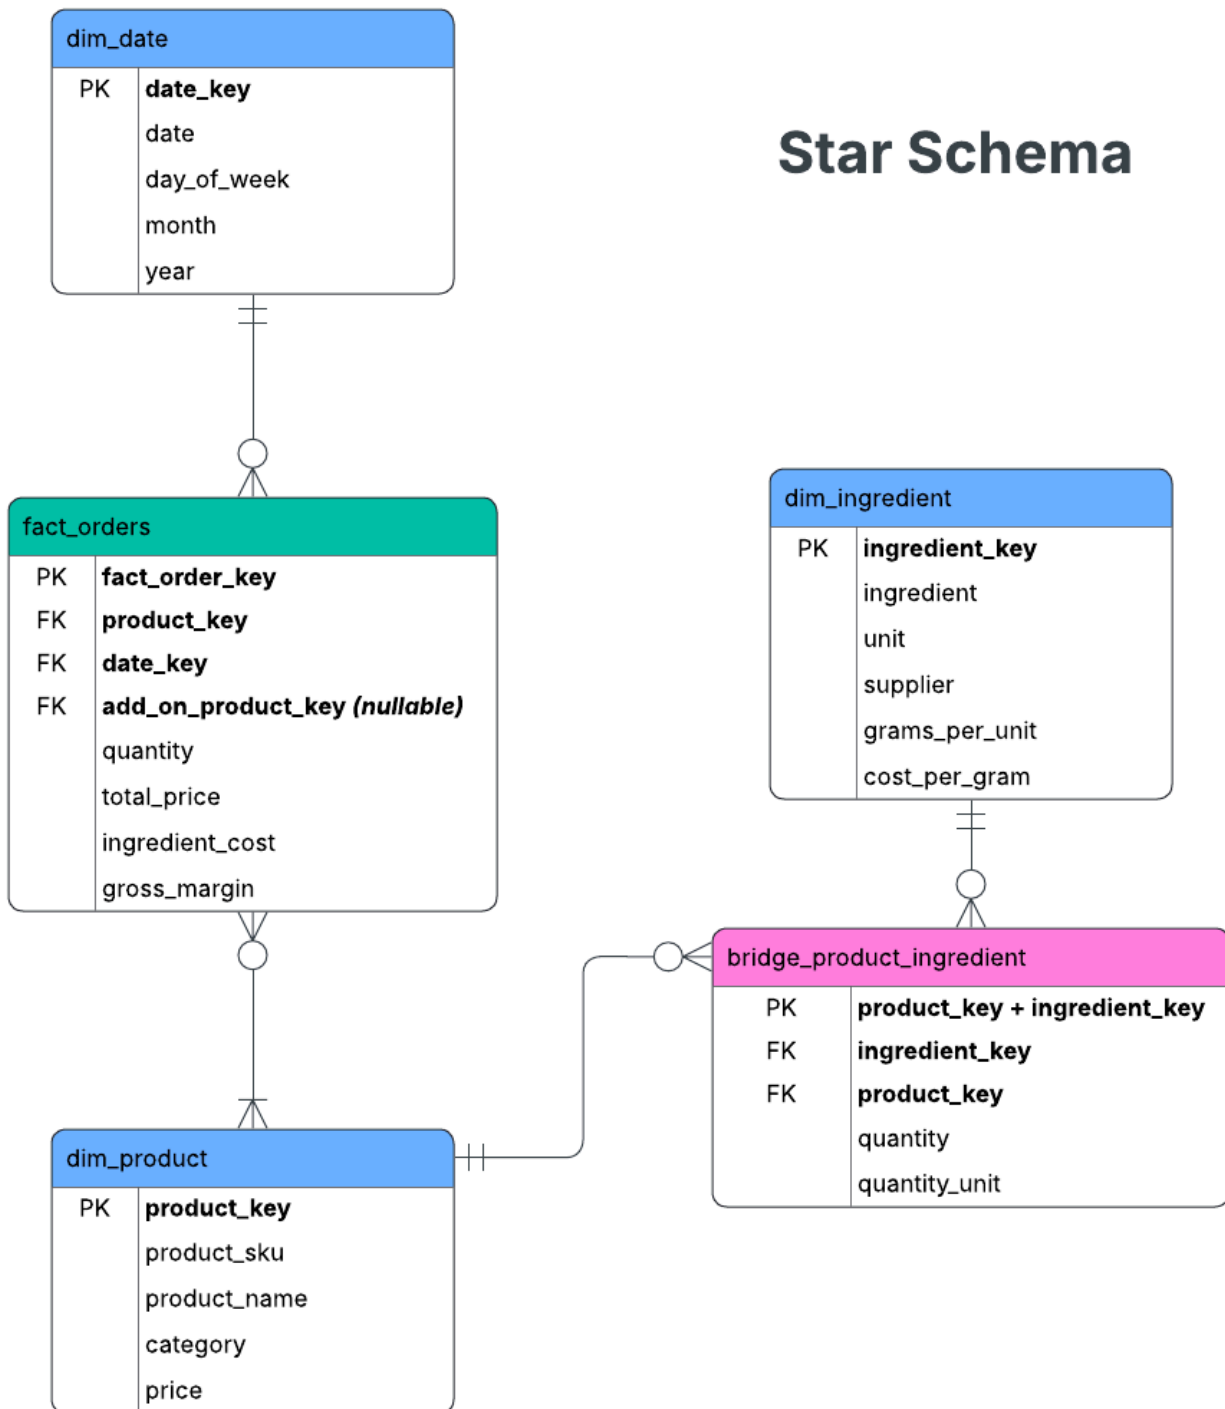 dim_date
PK date_key
date
day_of_week
month
year
Star Schema
fact_orders
PK fact_order_key
FK product_key
FK date_key
FK add_on_product_key (nullable)
quantity
total_price
ingredient_cost
gross_margin
dim_ingredient
PK ingredient_key
ingredient
unit
supplier
grams_per_unit
cost_per_gram
bridge_product_ingredient
PK product_key + ingredient_key
FK ingredient_key
FK product_key
quantity
quantity_unit
dim_product
PK product_key
product_sku
product_name
category
price